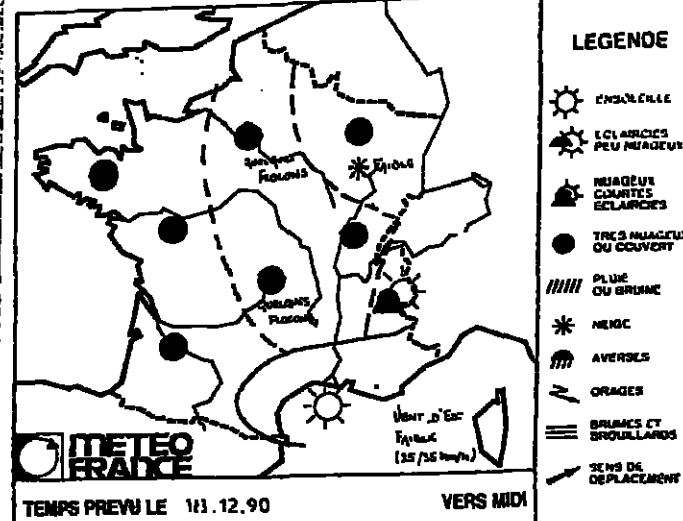 LEGENDE
ENSOLEILLE
ECLAIRCIES
PEU NUAGEUX
NUAGEUX
COURTES
ECLAIRCIES
TRES NUAGEUX
OU COUVERT
PLUIE
OU BRUINE
NEIGE
AVERSES
ORAGES
BRUMES ET
BROUILLARDS
SENS DE
DEPLACEMENT
QUELQUES
FLOCONS
FAIBLE
QUELQUES
FLOCONS
VENT D'EST
FAIBLE
METEO
FRANCE
TEMPS PREVU LE .12.90
VERS MIDI